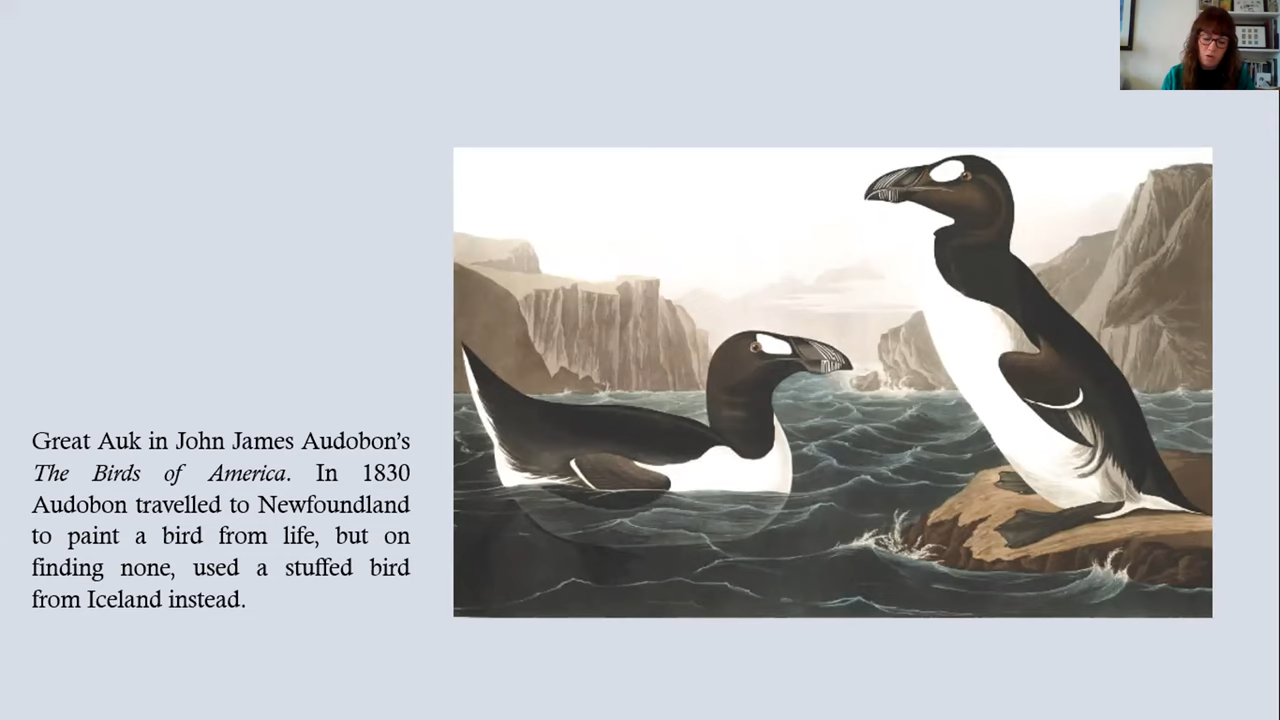 Great Auk in John James Audobon’s
The Birds of America. In 1830
Audobon travelled to Newfoundland
to paint a bird from life, but on
finding none, used a stuffed bird
from Iceland instead.